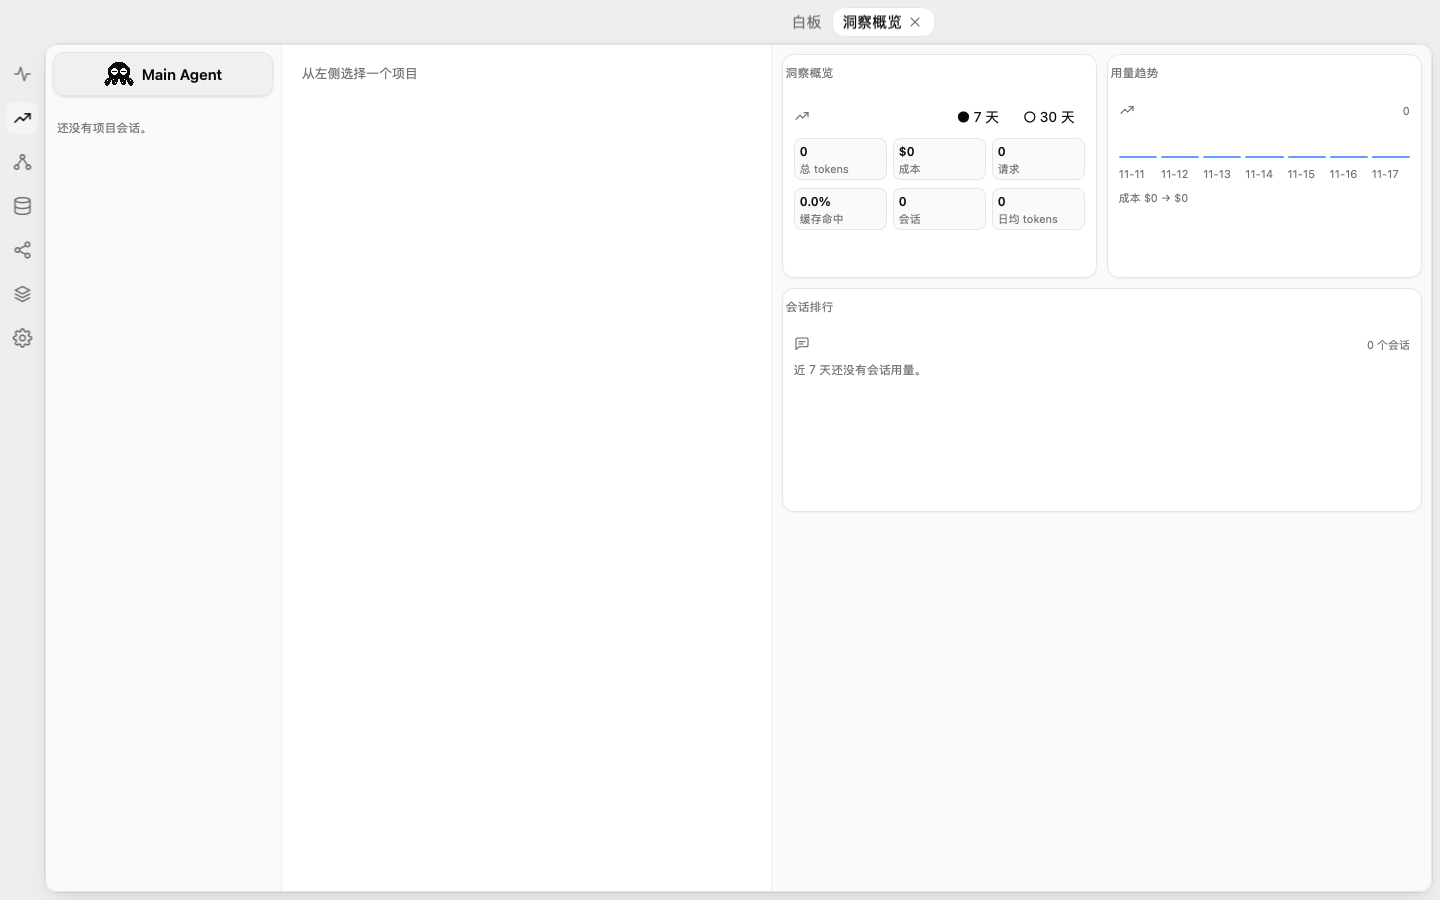 白板
洞察概览
Main Agent
还没有项目会话。
从左侧选择一个项目
洞察概览
7 天
30 天
0
总 tokens
$0
成本
0
请求
0.0%
缓存命中
0
会话
0
日均 tokens
用量趋势
0
11-11 11-12 11-13 11-14 11-15 11-16 11-17
成本 $0 → $0
会话排行
0 个会话
近 7 天还没有会话用量。